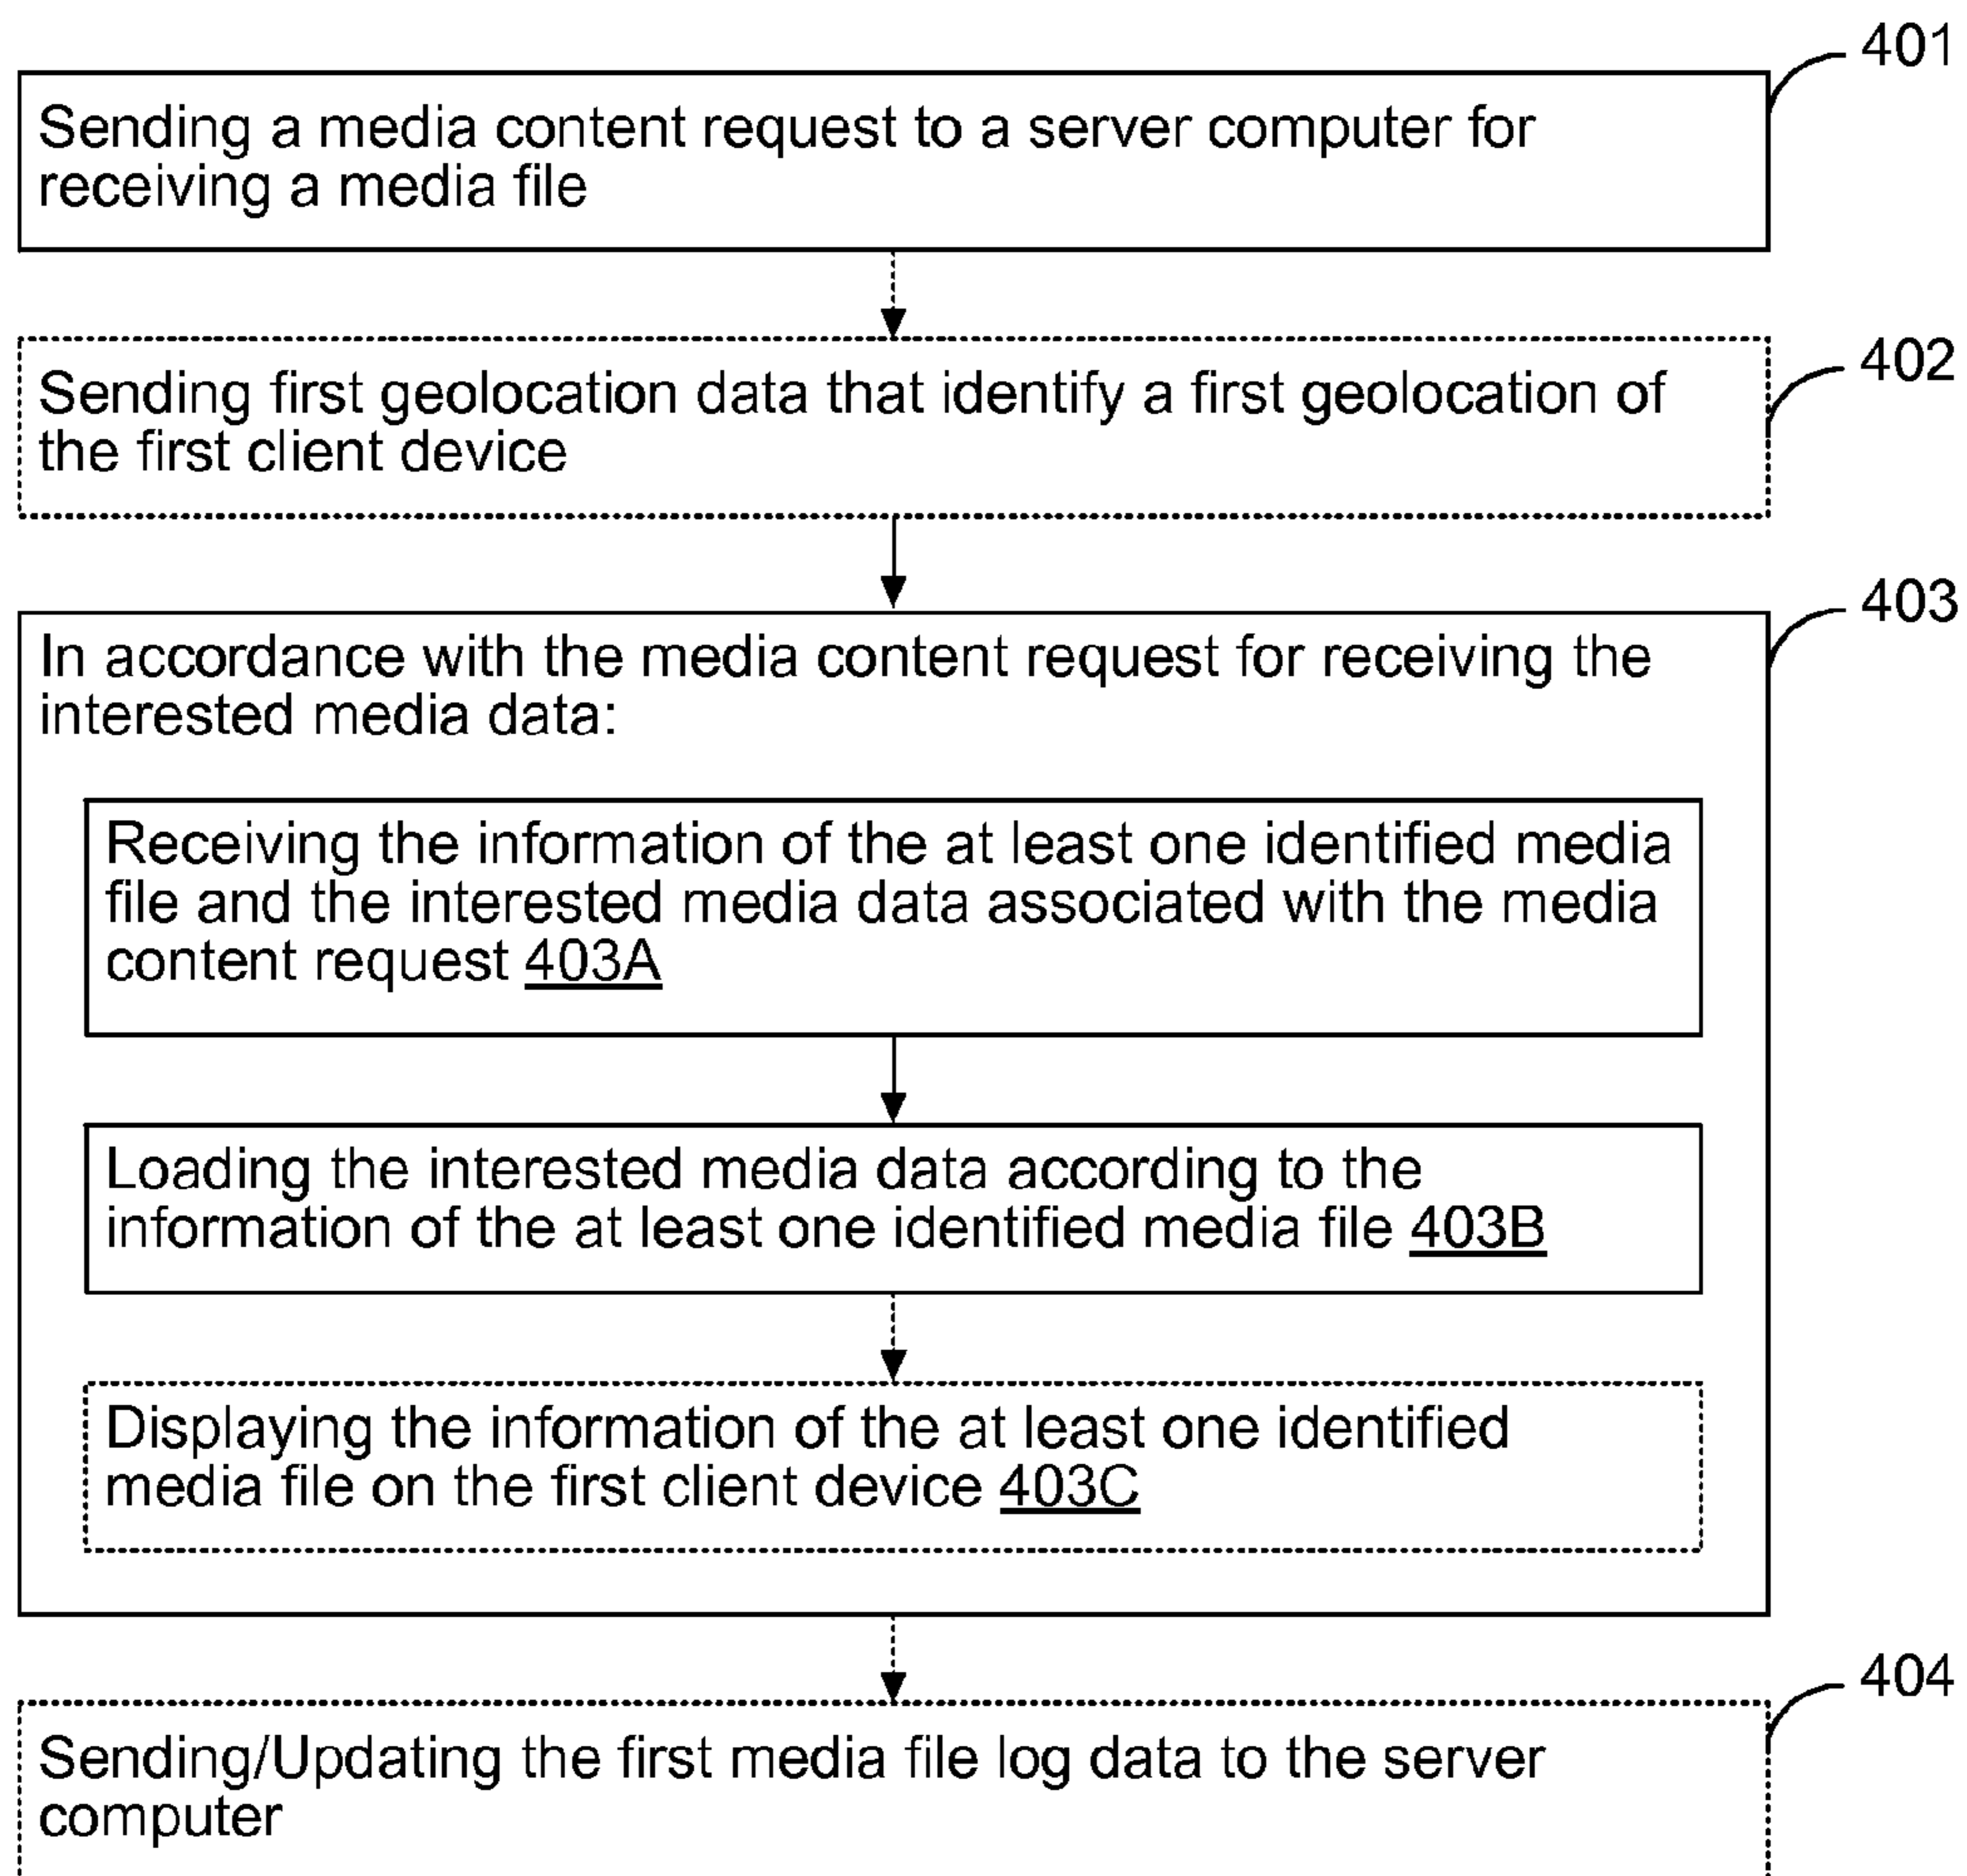 401
Sending a media content request to a server computer for
receiving a media file
402
Sending first geolocation data that identify a first geolocation of
the first client device
403
In accordance with the media content request for receiving the
interested media data:
Receiving the information of the at least one identified media
file and the interested media data associated with the media
content request 403A
Loading the interested media data according to the
information of the at least one identified media file 403B
Displaying the information of the at least one identified
media file on the first client device 403C
404
Sending/Updating the first media file log data to the server
computer